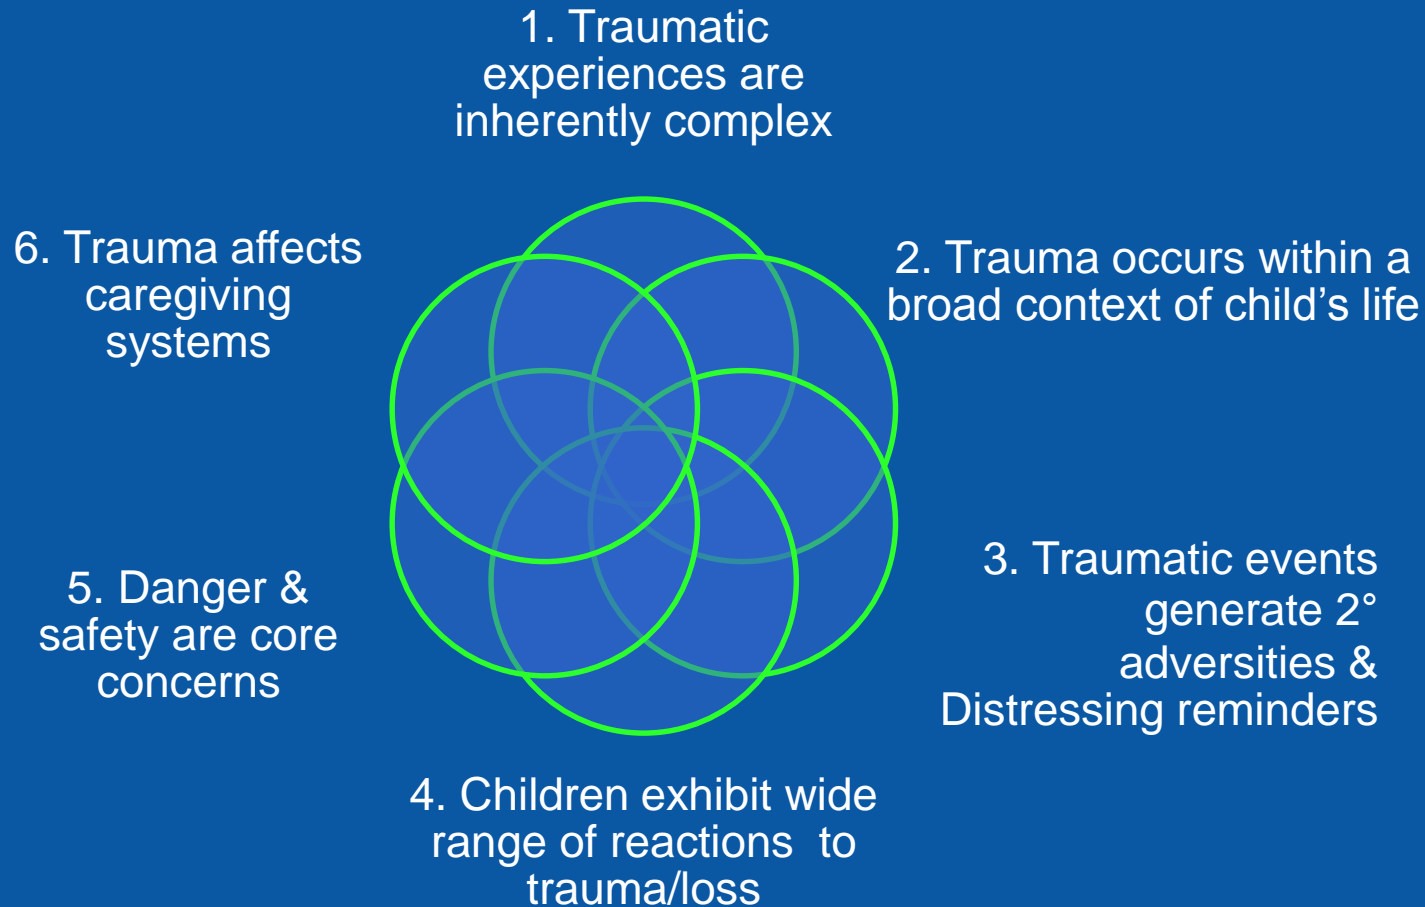 1. Traumatic
experiences are
inherently complex
2. Trauma occurs within a
broad context of child’s life
3. Traumatic events
generate 2°
adversities &
Distressing reminders
4. Children exhibit wide
range of reactions  to
trauma/loss
5. Danger &
safety are core
concerns
6. Trauma affects
caregiving
systems